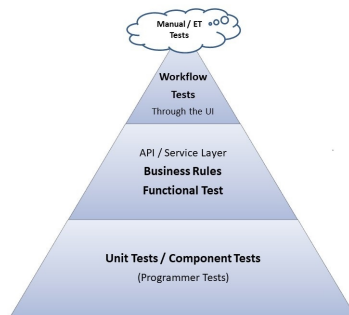 Manual / ET
Tests
Workflow
Tests
Through the UI
API / Service Layer
Business Rules
Functional Test
Unit Tests / Component Tests
(Programmer Tests)